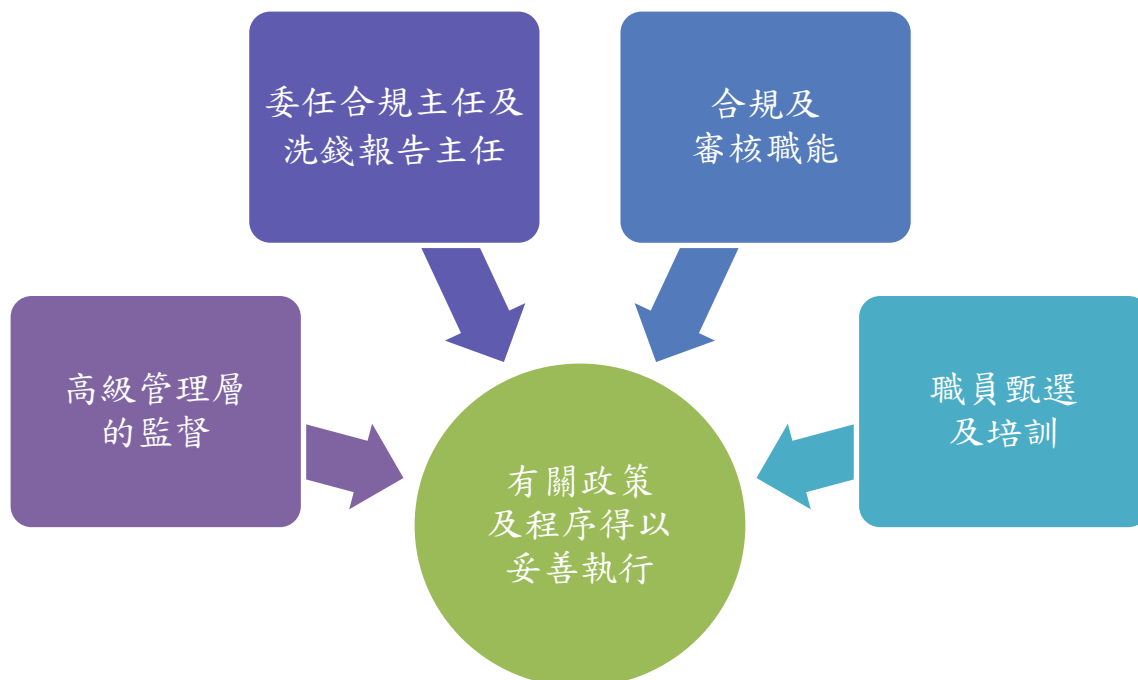 委任合規主任及
洗錢報告主任
合規及
審核職能
高級管理層
的監督
職員甄選
及培訓
有關政策
及程序得以
妥善執行